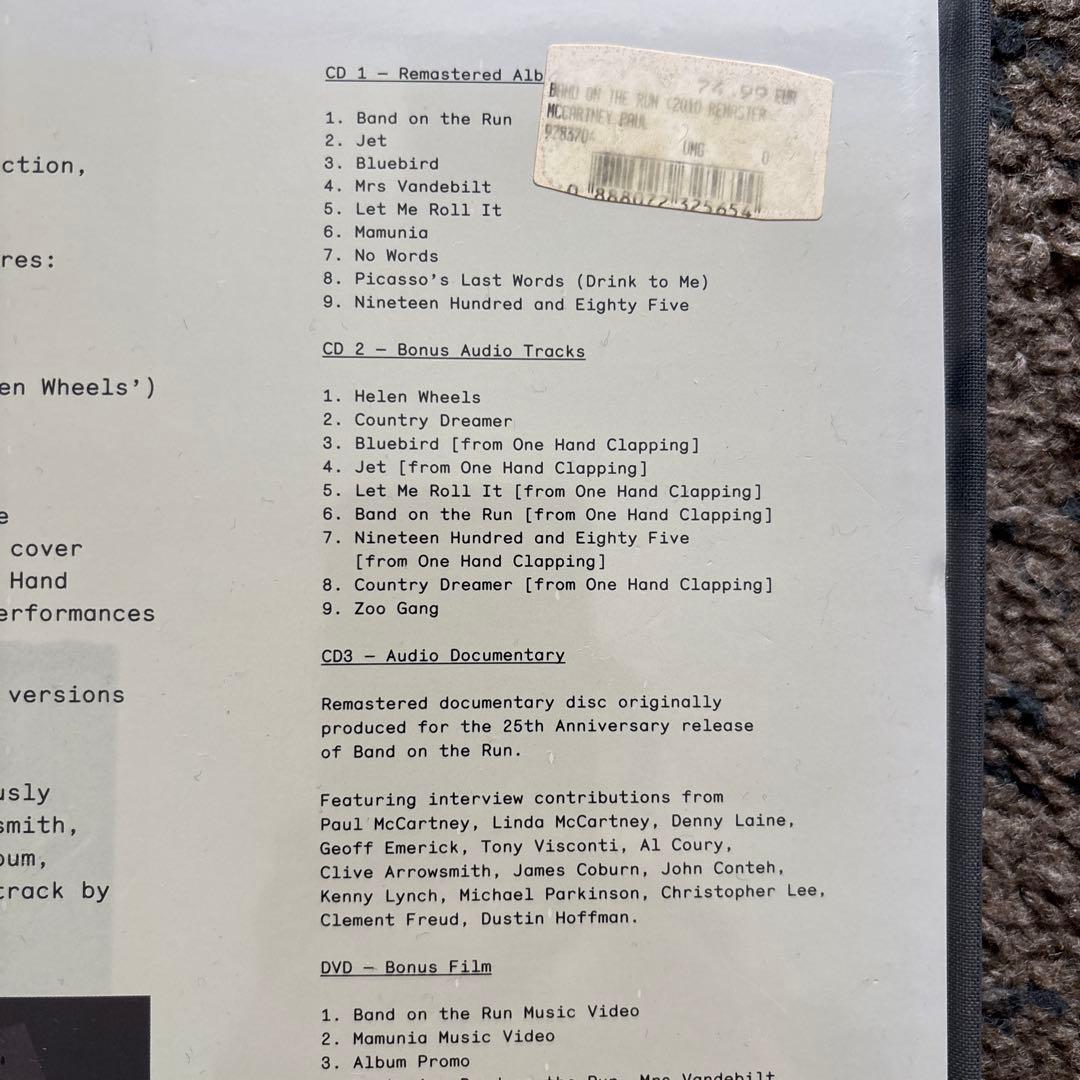 ction,
res:
en Wheels’)
e
cover
Hand
erformances
versions
usly
smith,
bum,
track by
CD 1 – Remastered Alb
1. Band on the Run
2. Jet
3. Bluebird
4. Mrs Vandebilt
5. Let Me Roll It
6. Mamunia
7. No Words
8. Picasso’s Last Words (Drink to Me)
9. Nineteen Hundred and Eighty Five
74.99 EUR
BAND ON THE RUN (2010 REMASTER
MCCARTNEY PAUL
UMG 0
0 888072 325654
CD 2 – Bonus Audio Tracks
1. Helen Wheels
2. Country Dreamer
3. Bluebird [from One Hand Clapping]
4. Jet [from One Hand Clapping]
5. Let Me Roll It [from One Hand Clapping]
6. Band on the Run [from One Hand Clapping]
7. Nineteen Hundred and Eighty Five
[from One Hand Clapping]
8. Country Dreamer [from One Hand Clapping]
9. Zoo Gang
CD3 – Audio Documentary
Remastered documentary disc originally
produced for the 25th Anniversary release
of Band on the Run.
Featuring interview contributions from
Paul McCartney, Linda McCartney, Denny Laine,
Geoff Emerick, Tony Visconti, Al Coury,
Clive Arrowsmith, James Coburn, John Conteh,
Kenny Lynch, Michael Parkinson, Christopher Lee,
Clement Freud, Dustin Hoffman.
DVD – Bonus Film
1. Band on the Run Music Video
2. Mamunia Music Video
3. Album Promo
Band on the Run, Mrs Vandebilt